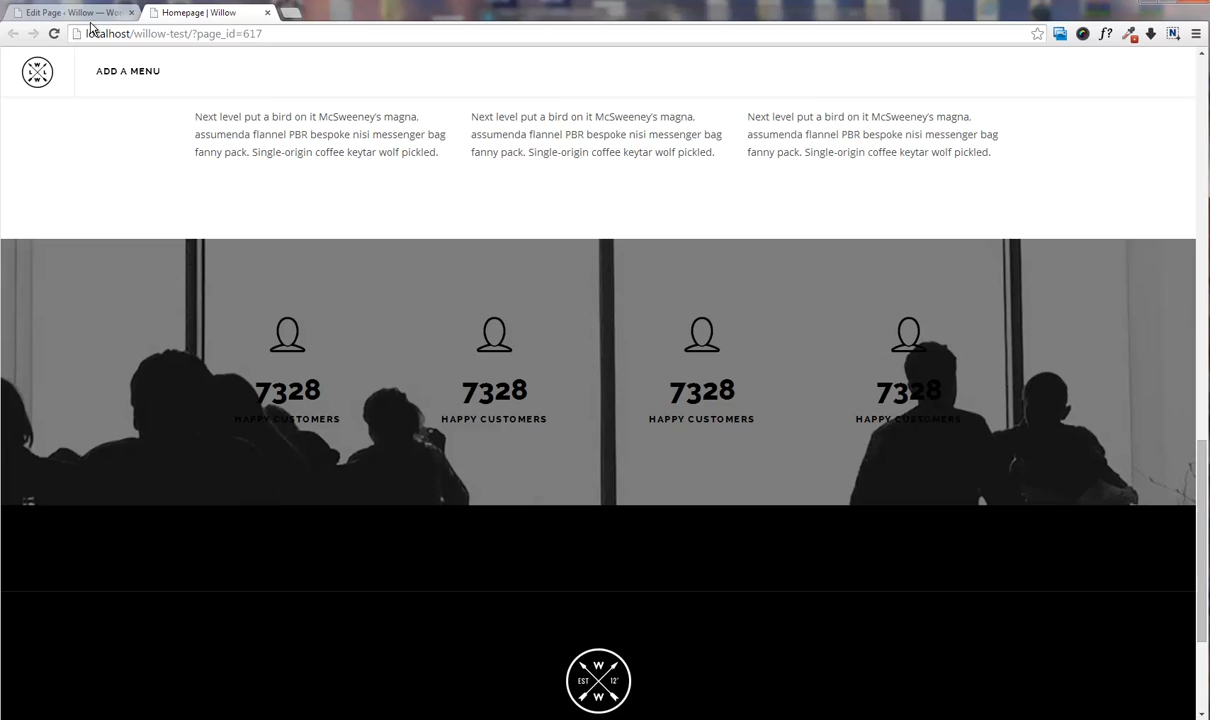 Edit Page ‹ Willow — Wor
Homepage | Willow
localhost/willow-test/?page_id=617
f?
N
W
L L
W
ADD A MENU
Next level put a bird on it McSweeney's magna,
assumenda flannel PBR bespoke nisi messenger bag
fanny pack. Single-origin coffee keytar wolf pickled.
Next level put a bird on it McSweeney's magna,
assumenda flannel PBR bespoke nisi messenger bag
fanny pack. Single-origin coffee keytar wolf pickled.
Next level put a bird on it McSweeney's magna,
assumenda flannel PBR bespoke nisi messenger bag
fanny pack. Single-origin coffee keytar wolf pickled.
7328
HAPPY CUSTOMERS
7328
HAPPY CUSTOMERS
7328
HAPPY CUSTOMERS
7328
HAPPY CUSTOMERS
W
EST 12'
W